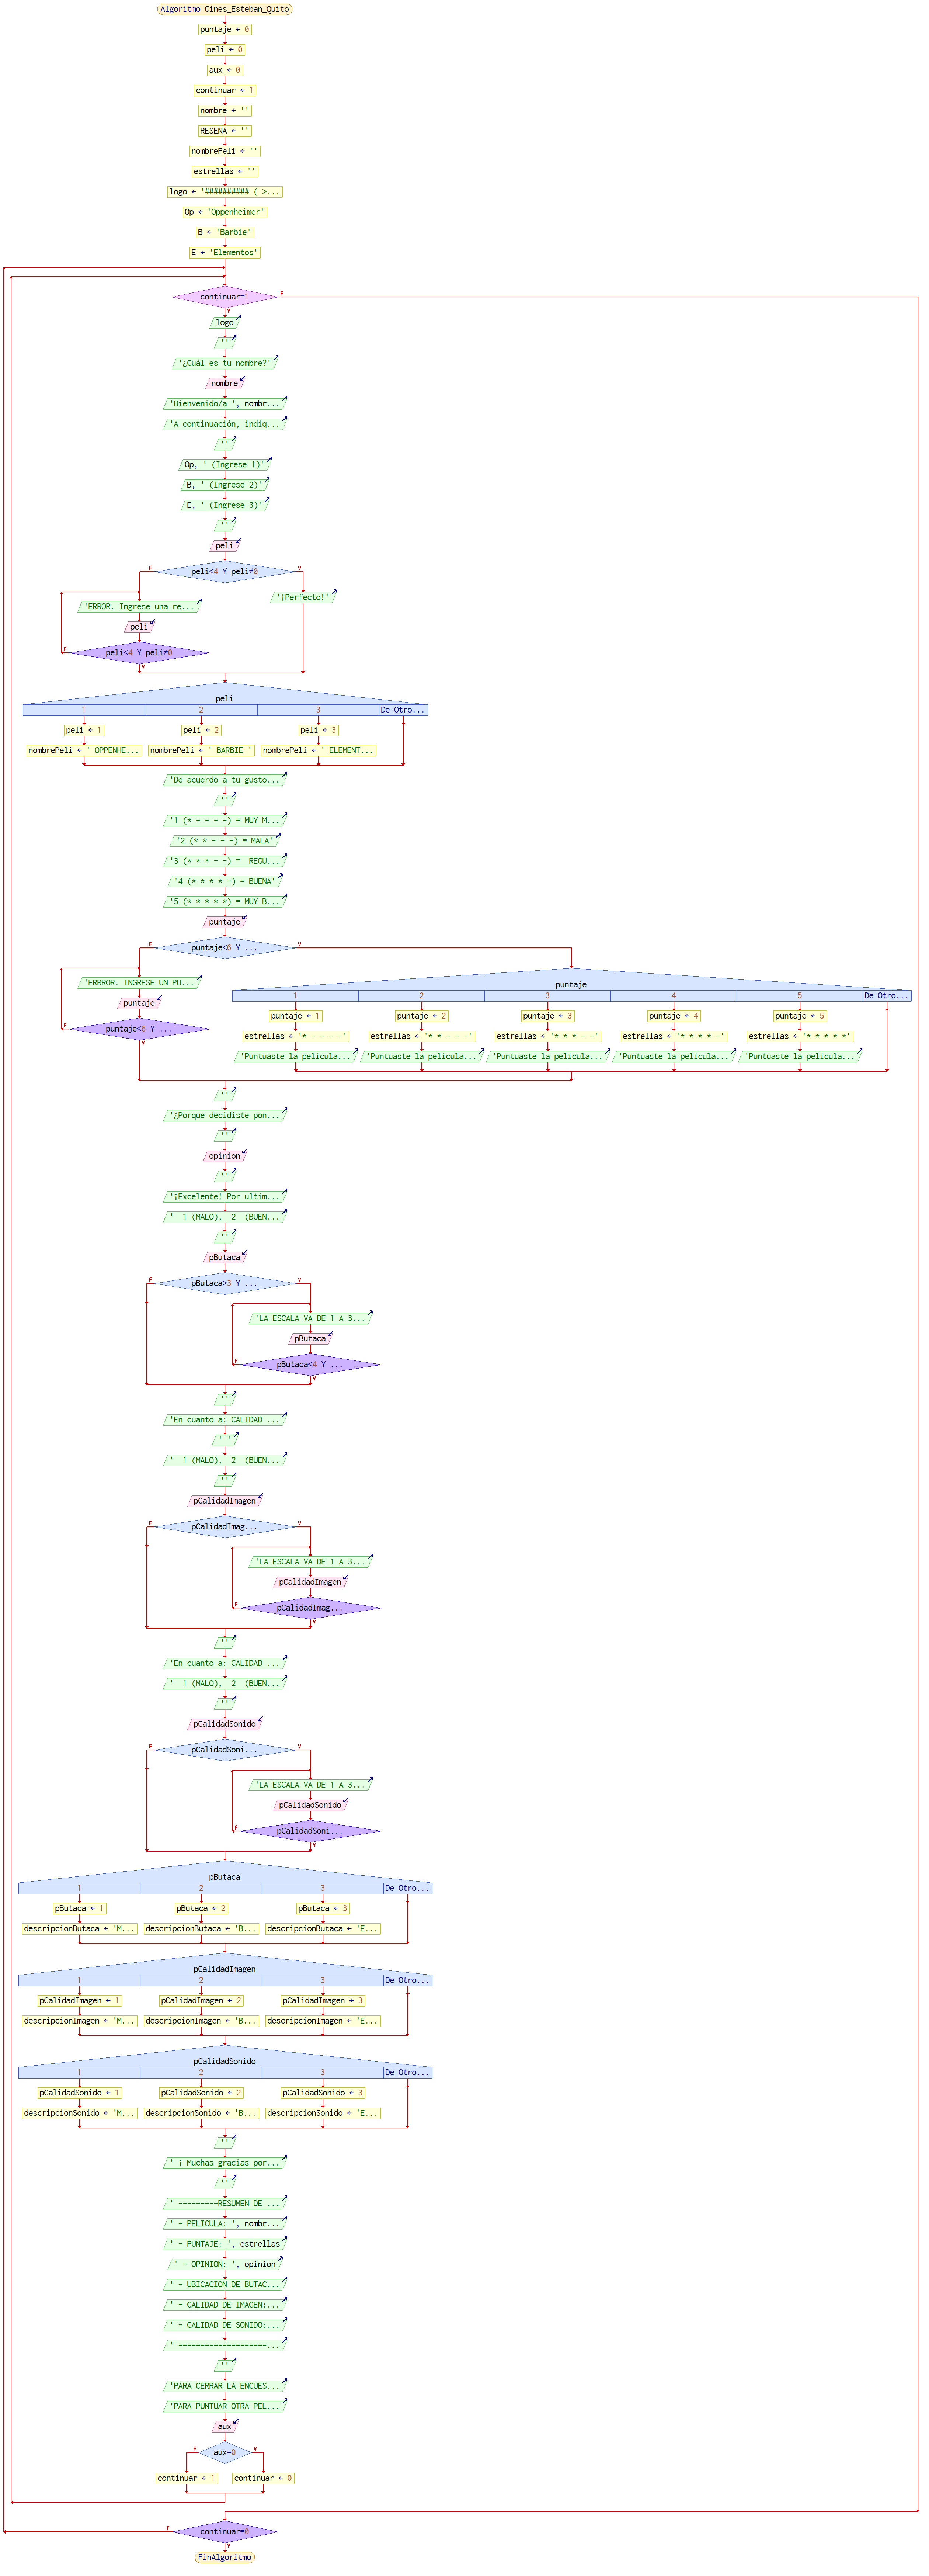 Algoritmo Cines_Esteban_Quito
puntaje ← 0
peli ← 0
aux ← 0
continuar ← 1
nombre ← ''
RESENA ← ''
nombrePeli ← ''
estrellas ← ''
logo ← '########## ( >...
Op ← 'Oppenheimer'
B ← 'Barbie'
E ← 'Elementos'
continuar=1
F
V
logo
''
'¿Cuál es tu nombre?'
nombre
'Bienvenido/a ', nombr...
'A continuación, indiq...
''
Op, ' (Ingrese 1)'
B, ' (Ingrese 2)'
E, ' (Ingrese 3)'
''
peli
F peli<4 Y peli≠0 V
'¡Perfecto!'
'ERROR. Ingrese una re...
peli
F peli<4 Y peli≠0
V
peli
1 2 3 De Otro...
peli ← 1 peli ← 2 peli ← 3
nombrePeli ← ' OPPENHE... nombrePeli ← ' BARBIE ' nombrePeli ← ' ELEMENT...
'De acuerdo a tu gusto...
''
'1 (* - - - -) = MUY M...
'2 (* * - - -) = MALA'
'3 (* * * - -) =  REGU...
'4 (* * * * -) = BUENA'
'5 (* * * * *) = MUY B...
puntaje
F puntaje<6 Y ... V
'ERRROR. INGRESE UN PU...
puntaje
F puntaje<6 Y ...
V
puntaje
1 2 3 4 5 De Otro...
puntaje ← 1 puntaje ← 2 puntaje ← 3 puntaje ← 4 puntaje ← 5
estrellas ← '* - - - -' estrellas ← '* * - - -' estrellas ← '* * * - -' estrellas ← '* * * * -' estrellas ← '* * * * *'
'Puntuaste la película... 'Puntuaste la película... 'Puntuaste la película... 'Puntuaste la película... 'Puntuaste la película...
''
'¿Porque decidiste pon...
''
opinion
''
'¡Excelente! Por ultim...
'  1 (MALO),  2  (BUEN...
''
pButaca
F pButaca>3 Y ... V
'LA ESCALA VA DE 1 A 3...
pButaca
F pButaca<4 Y ...
V
''
'En cuanto a: CALIDAD ...
' '
'  1 (MALO),  2  (BUEN...
''
pCalidadImagen
F pCalidadImag... V
'LA ESCALA VA DE 1 A 3...
pCalidadImagen
F pCalidadImag...
V
''
'En cuanto a: CALIDAD ...
'  1 (MALO),  2  (BUEN...
''
pCalidadSonido
F pCalidadSoni... V
'LA ESCALA VA DE 1 A 3...
pCalidadSonido
F pCalidadSoni...
V
pButaca
1 2 3 De Otro...
pButaca ← 1 pButaca ← 2 pButaca ← 3
descripcionButaca ← 'M... descripcionButaca ← 'B... descripcionButaca ← 'E...
pCalidadImagen
1 2 3 De Otro...
pCalidadImagen ← 1 pCalidadImagen ← 2 pCalidadImagen ← 3
descripcionImagen ← 'M... descripcionImagen ← 'B... descripcionImagen ← 'E...
pCalidadSonido
1 2 3 De Otro...
pCalidadSonido ← 1 pCalidadSonido ← 2 pCalidadSonido ← 3
descripcionSonido ← 'M... descripcionSonido ← 'B... descripcionSonido ← 'E...
''
' ¡ Muchas gracias por...
''
' ---------RESUMEN DE ...
' - PELICULA: ', nombr...
' - PUNTAJE: ', estrellas
' - OPINION: ', opinion
' - UBICACION DE BUTAC...
' - CALIDAD DE IMAGEN:...
' - CALIDAD DE SONIDO:...
' --------------------...
''
'PARA CERRAR LA ENCUES...
'PARA PUNTUAR OTRA PEL...
aux
F aux=0 V
continuar ← 1 continuar ← 0
F continuar=0
V
FinAlgoritmo